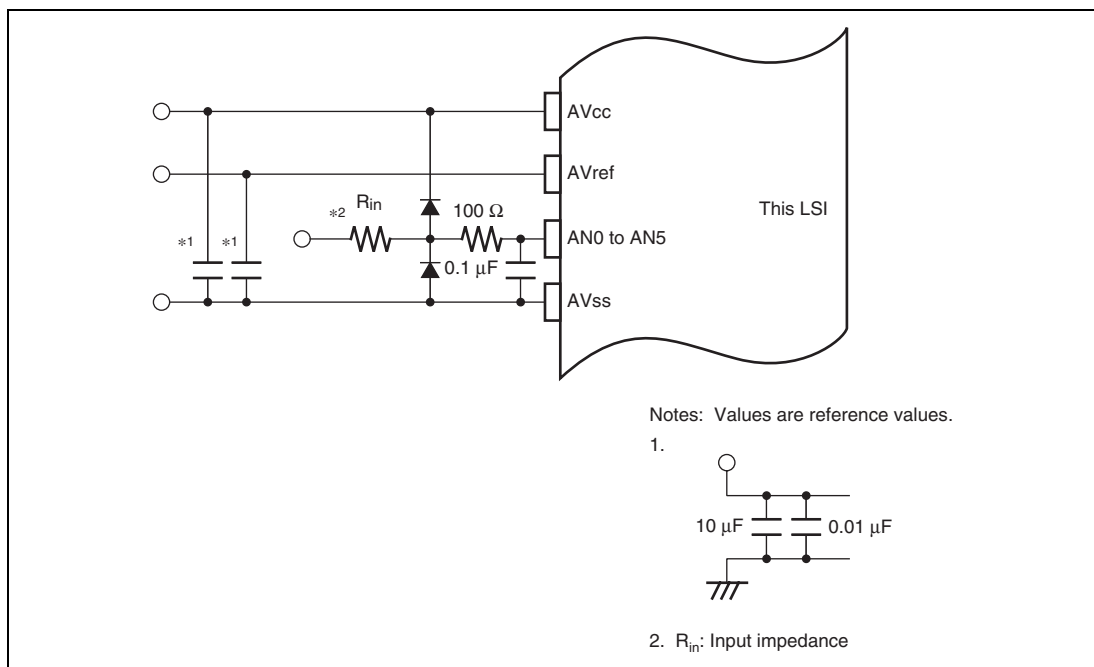 AVcc
AVref
*2 Rin
100 Ω
This LSI
*1 *1
AN0 to AN5
0.1 μF
AVss
Notes: Values are reference values.
1.
10 μF 0.01 μF
2. Rin: Input impedance